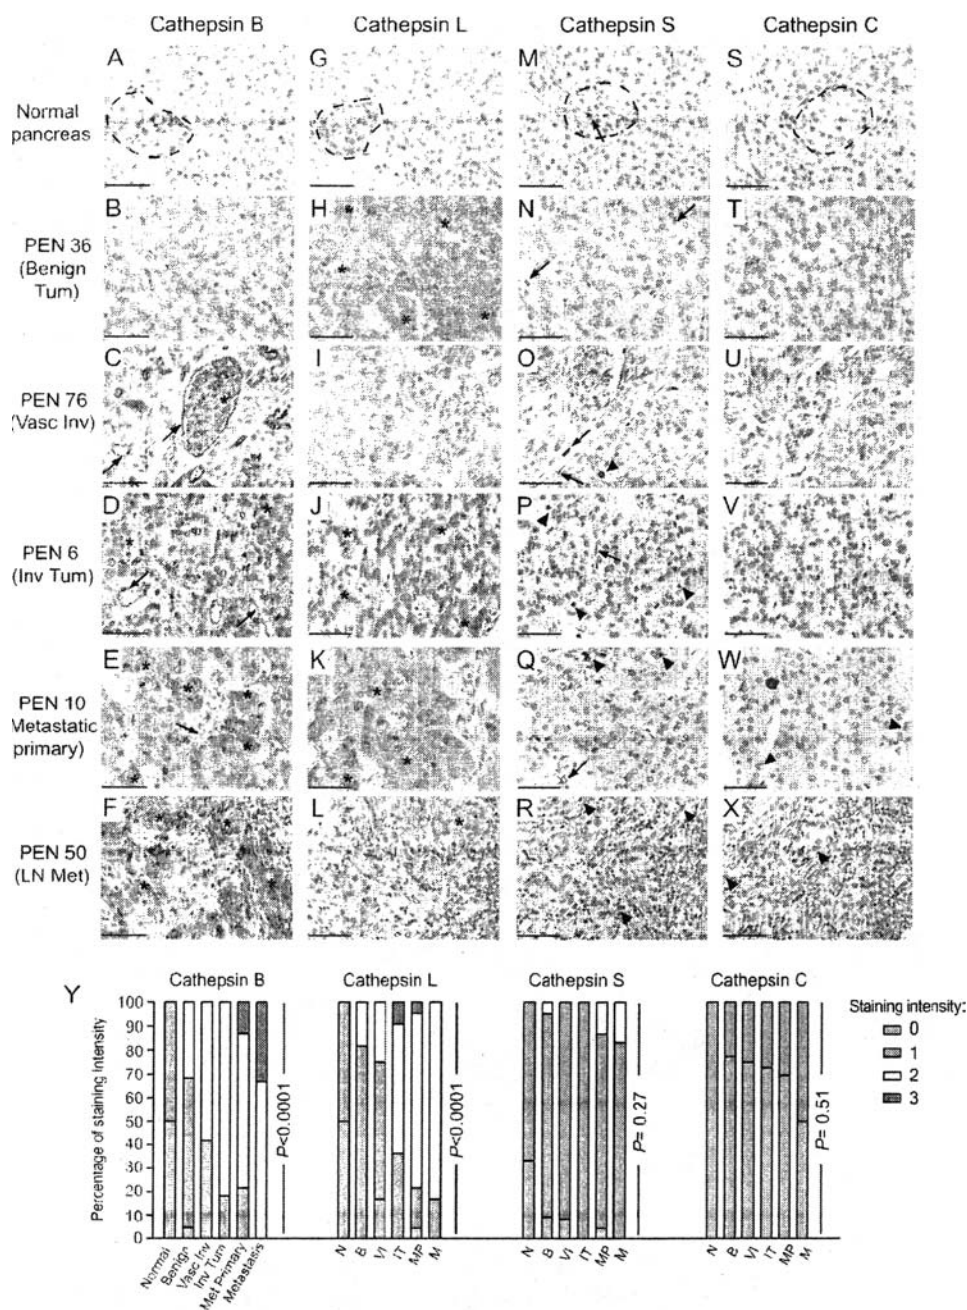 Cathepsin B Cathepsin L Cathepsin S Cathepsin C
A G M S
Normal
pancreas
B H N T
PEN 36
(Benign
Tum)
C I O U
PEN 76
(Vasc Inv)
D J P V
PEN 6
(Inv Tum)
E K Q W
PEN 10
(Metastatic
primary)
F L R X
PEN 50
(LN Met)
Y
Cathepsin B Cathepsin L Cathepsin S Cathepsin C
Percentage of staining intensity
100
90
80
70
60
50
40
30
20
10
0
P<0.0001
P<0.0001
P= 0.27
P= 0.51
Staining intensity:
0
1
2
3
Normal
Benign
Vasc Inv
Inv Tum
Met Primary
Metastasis
N B VI IT MP M
N B VI IT MP M
N B VI IT MP M